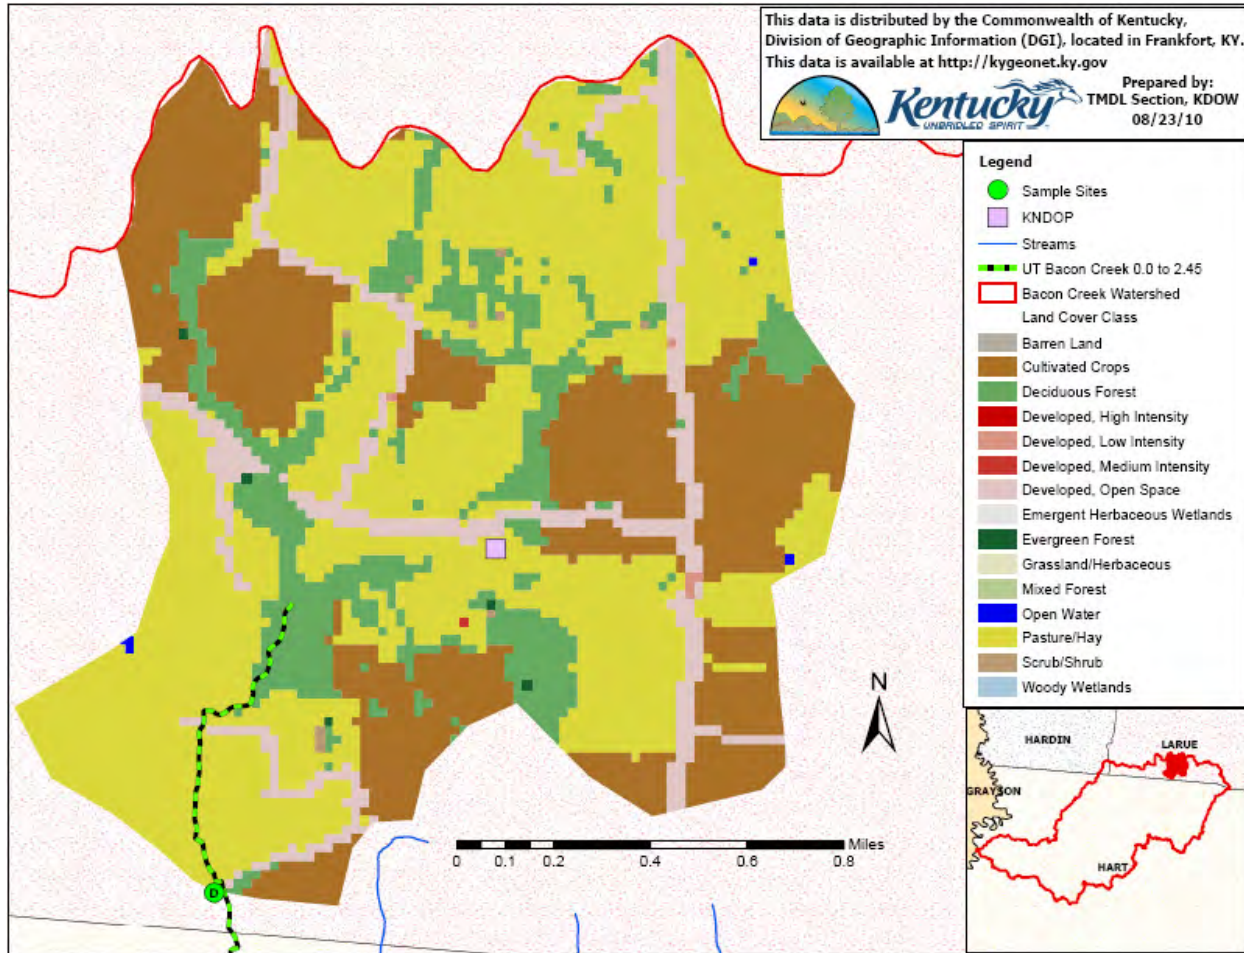 This data is distributed by the Commonwealth of Kentucky,
Division of Geographic Information (DGI), located in Frankfort, KY.
This data is available at http://kygeonet.ky.gov
Kentucky
UNBRIDLED SPIRIT
Prepared by:
TMDL Section, KDOW
08/23/10
Legend
Sample Sites
KNDOP
Streams
UT Bacon Creek 0.0 to 2.45
Bacon Creek Watershed
Land Cover Class
Barren Land
Cultivated Crops
Deciduous Forest
Developed, High Intensity
Developed, Low Intensity
Developed, Medium Intensity
Developed, Open Space
Emergent Herbaceous Wetlands
Evergreen Forest
Grassland/Herbaceous
Mixed Forest
Open Water
Pasture/Hay
Scrub/Shrub
Woody Wetlands
N
HARDIN
LARUE
GRAYSON
HART
Miles
0 0.1 0.2 0.4 0.6 0.8
D